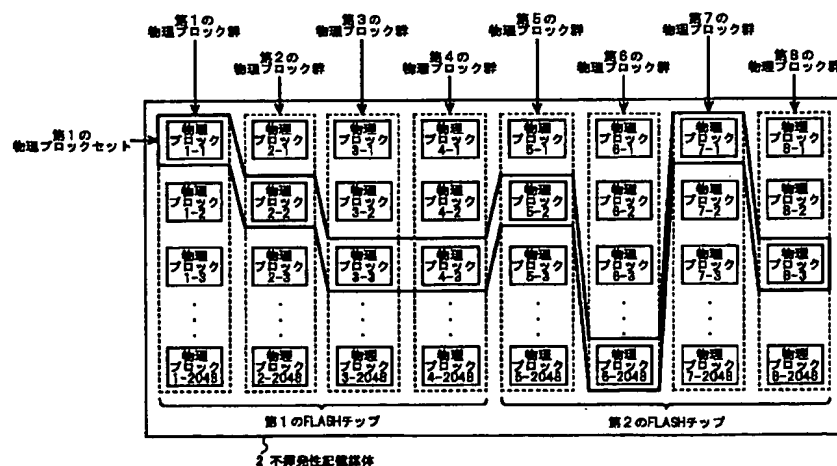 第1の
物理ブロック群
第2の
物理ブロック群
第3の
物理ブロック群
第4の
物理ブロック群
第5の
物理ブロック群
第6の
物理ブロック群
第7の
物理ブロック群
第8の
物理ブロック群
第1の
物理ブロックセット
物理
ブロック
1-1
物理
ブロック
2-1
物理
ブロック
3-1
物理
ブロック
4-1
物理
ブロック
5-1
物理
ブロック
6-1
物理
ブロック
7-1
物理
ブロック
8-1
物理
ブロック
1-2
物理
ブロック
2-2
物理
ブロック
3-2
物理
ブロック
4-2
物理
ブロック
5-2
物理
ブロック
6-2
物理
ブロック
7-2
物理
ブロック
8-2
物理
ブロック
1-3
物理
ブロック
2-3
物理
ブロック
3-3
物理
ブロック
4-3
物理
ブロック
5-3
物理
ブロック
6-3
物理
ブロック
7-3
物理
ブロック
8-3
物理
ブロック
1-2048
物理
ブロック
2-2048
物理
ブロック
3-2048
物理
ブロック
4-2048
物理
ブロック
5-2048
物理
ブロック
6-2048
物理
ブロック
7-2048
物理
ブロック
8-2048
第1のFLASHチップ
第2のFLASHチップ
2 不揮発性記憶媒体